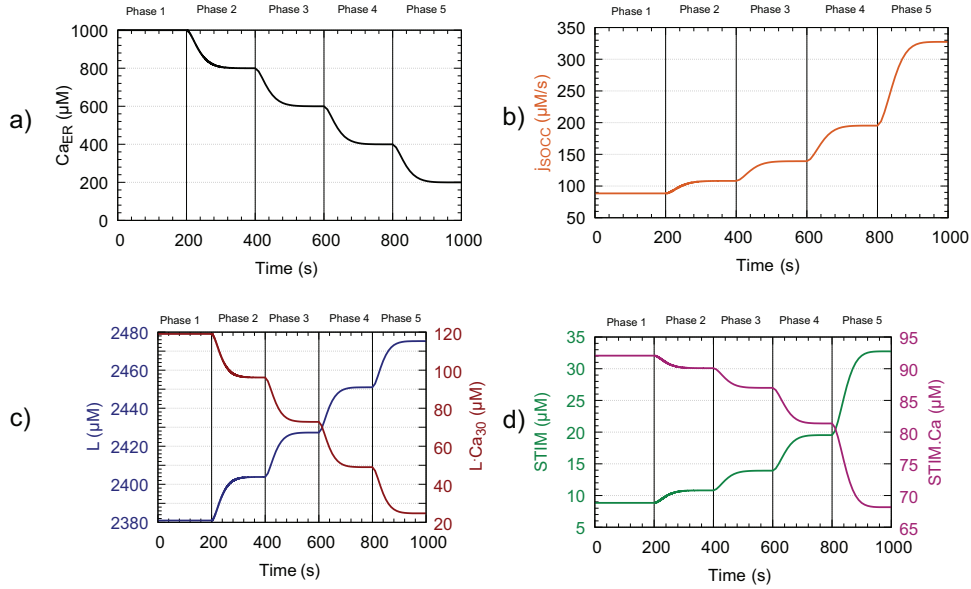 Phase 1 Phase 2 Phase 3 Phase 4 Phase 5
a)
CaER (µM)
1000
800
600
400
200
0
0 200 400 600 800 1000
Time (s)
Phase 1 Phase 2 Phase 3 Phase 4 Phase 5
b)
jSOCC (µM/s)
350
300
250
200
150
100
50
0 200 400 600 800 1000
Time (s)
Phase 1 Phase 2 Phase 3 Phase 4 Phase 5
c)
L (µM)
2480
2460
2440
2420
2400
2380
120
100
80
60
40
20
L·Ca30 (µM)
0 200 400 600 800 1000
Time (s)
Phase 1 Phase 2 Phase 3 Phase 4 Phase 5
d)
STIM (µM)
35
30
25
20
15
10
5
95
90
85
80
75
70
65
STIM.Ca (µM)
0 200 400 600 800 1000
Time (s)